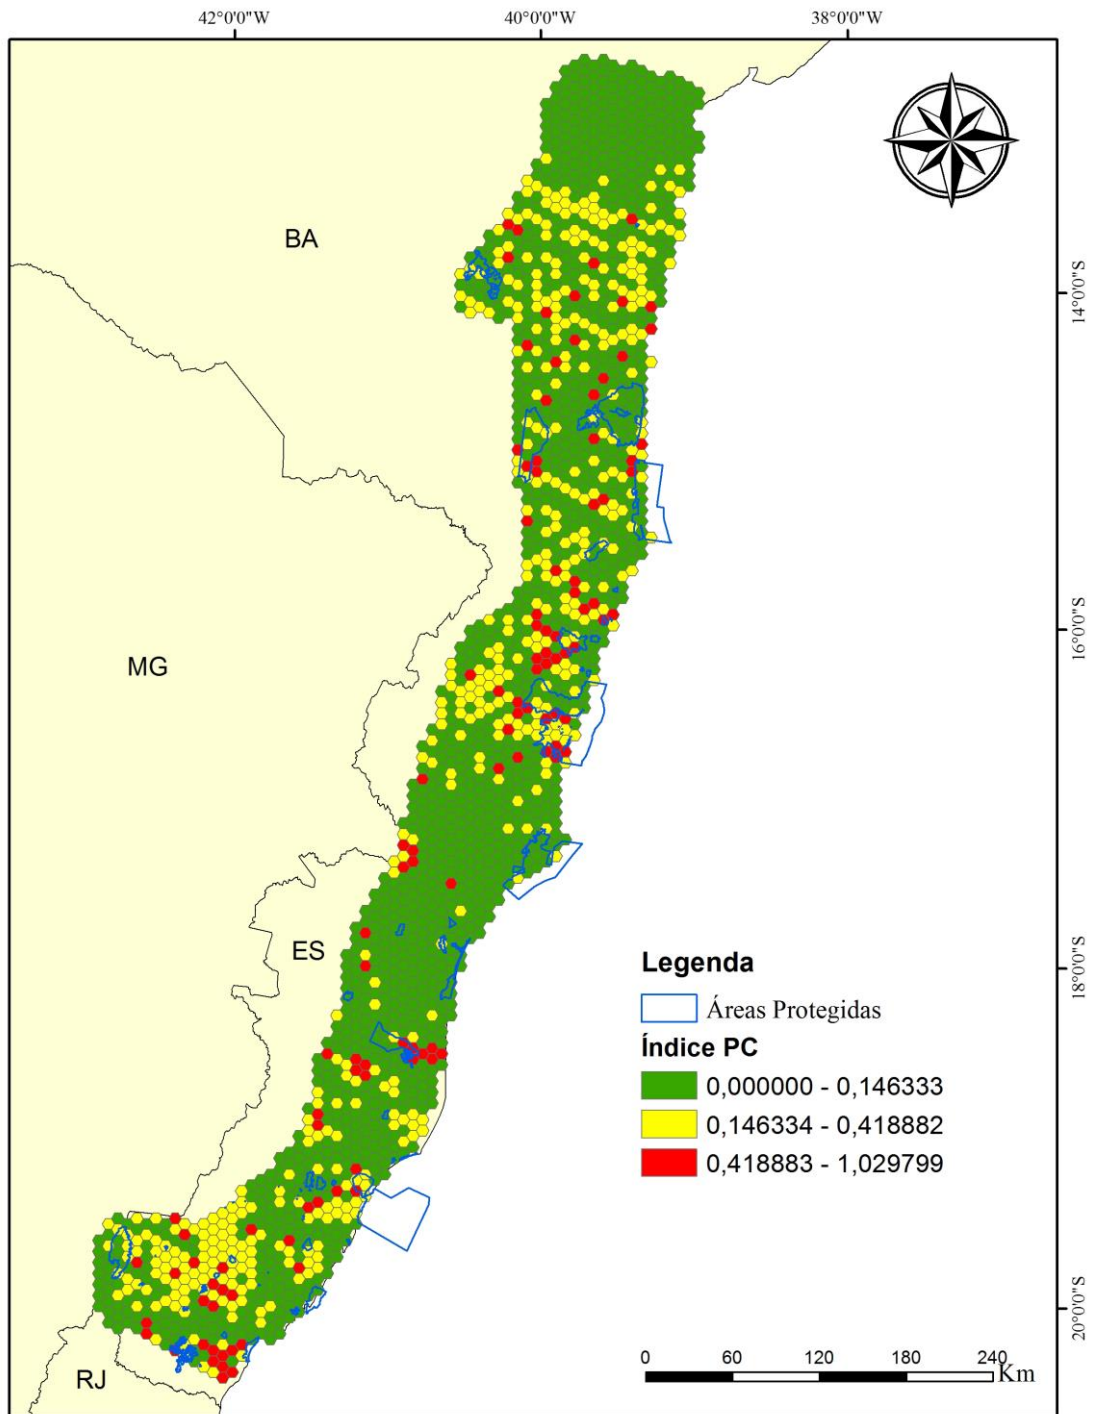 42°0'0"W
40°0'0"W
38°0'0"W
BA
14°0'0"S
16°0'0"S
MG
ES
18°0'0"S
Legenda
Áreas Protegidas
Índice PC
0,000000 - 0,146333
0,146334 - 0,418882
0,418883 - 1,029799
20°0'0"S
0 60 120 180 240
Km
RJ